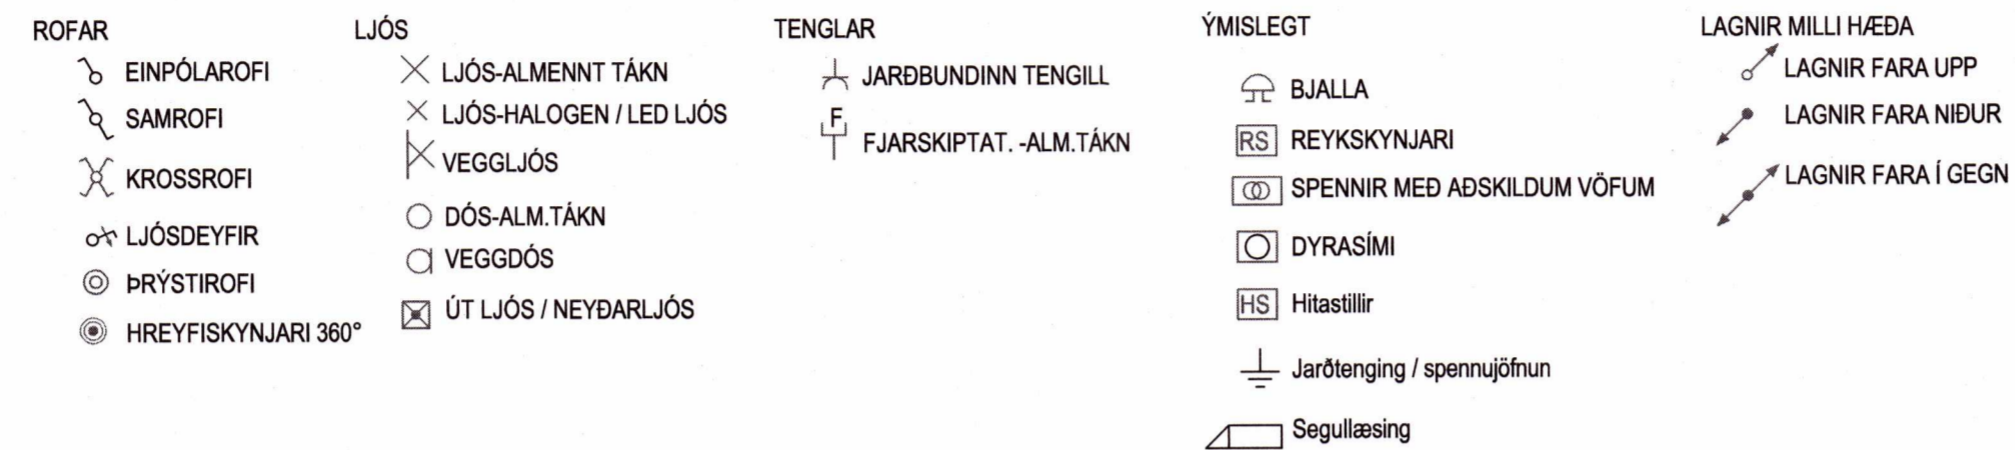 ROFAR
EINPÓLAROFI
SAMROFI
KROSSROFI
LJÓSDEYFIR
ÞRÝSTIROFI
HREYFISKYNJARI 360°
LJÓS
LJÓS-ALMENNT TÁKN
LJÓS-HALOGEN / LED LJÓS
VEGGLJÓS
DÓS-ALM.TÁKN
VEGGDÓS
ÚT LJÓS / NEYÐARLJÓS
TENGLAR
JARÐBUNDINN TENGILL
F
FJARSKIPTAT. -ALM.TÁKN
ÝMISLEGT
BJALLA
RS REYKSKYNJARI
SPENNIR MEÐ AÐSKILDUM VÖFUM
DYRASÍMI
HS Hitastillir
Jarðtenging / spennujöfnun
Segullæsing
LAGNIR MILLI HÆÐA
LAGNIR FARA UPP
LAGNIR FARA NIÐUR
LAGNIR FARA Í GEGN